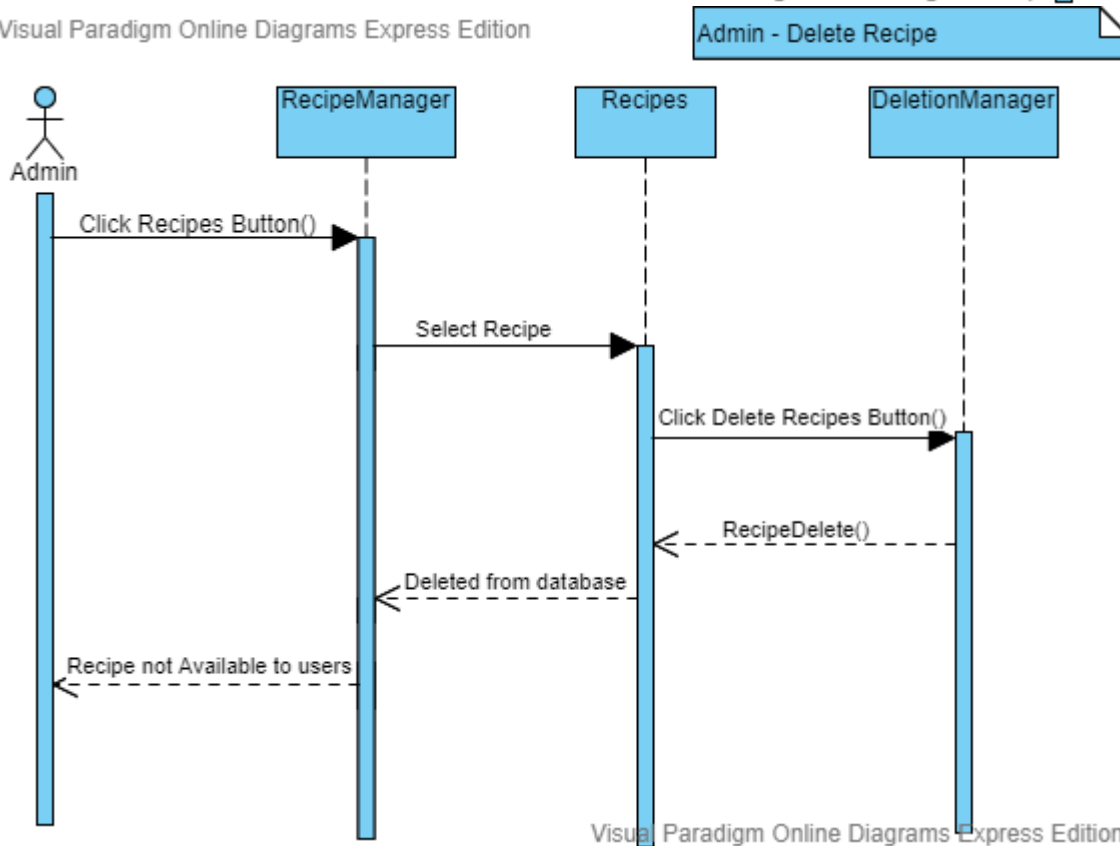 Visual Paradigm Online Diagrams Express Edition
Admin - Delete Recipe
RecipeManager
Recipes
DeletionManager
Admin
Click Recipes Button()
Select Recipe
Click Delete Recipes Button()
RecipeDelete()
Deleted from database
Recipe not Available to users
Visual Paradigm Online Diagrams Express Edition